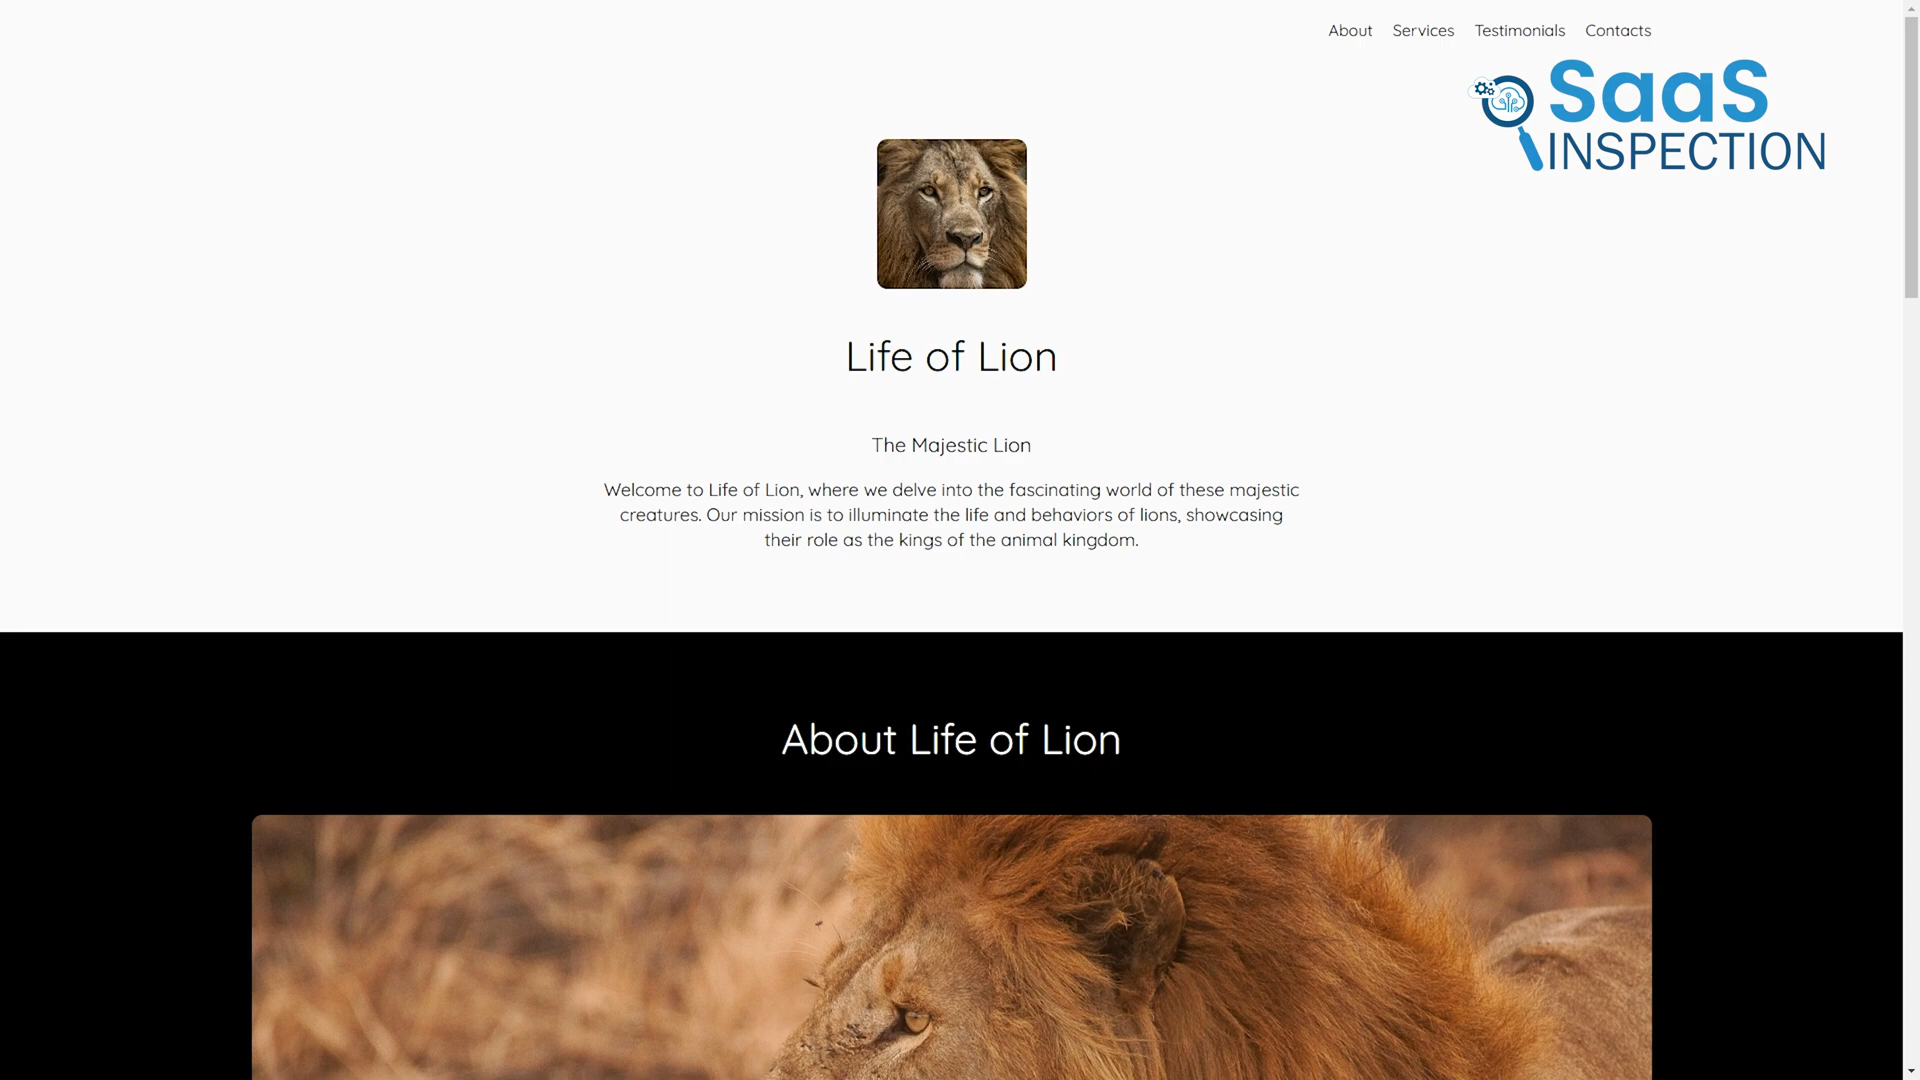 About Services Testimonials Contacts
SaaS
INSPECTION
Life of Lion
The Majestic Lion
Welcome to Life of Lion, where we delve into the fascinating world of these majestic
creatures. Our mission is to illuminate the life and behaviors of lions, showcasing
their role as the kings of the animal kingdom.
About Life of Lion